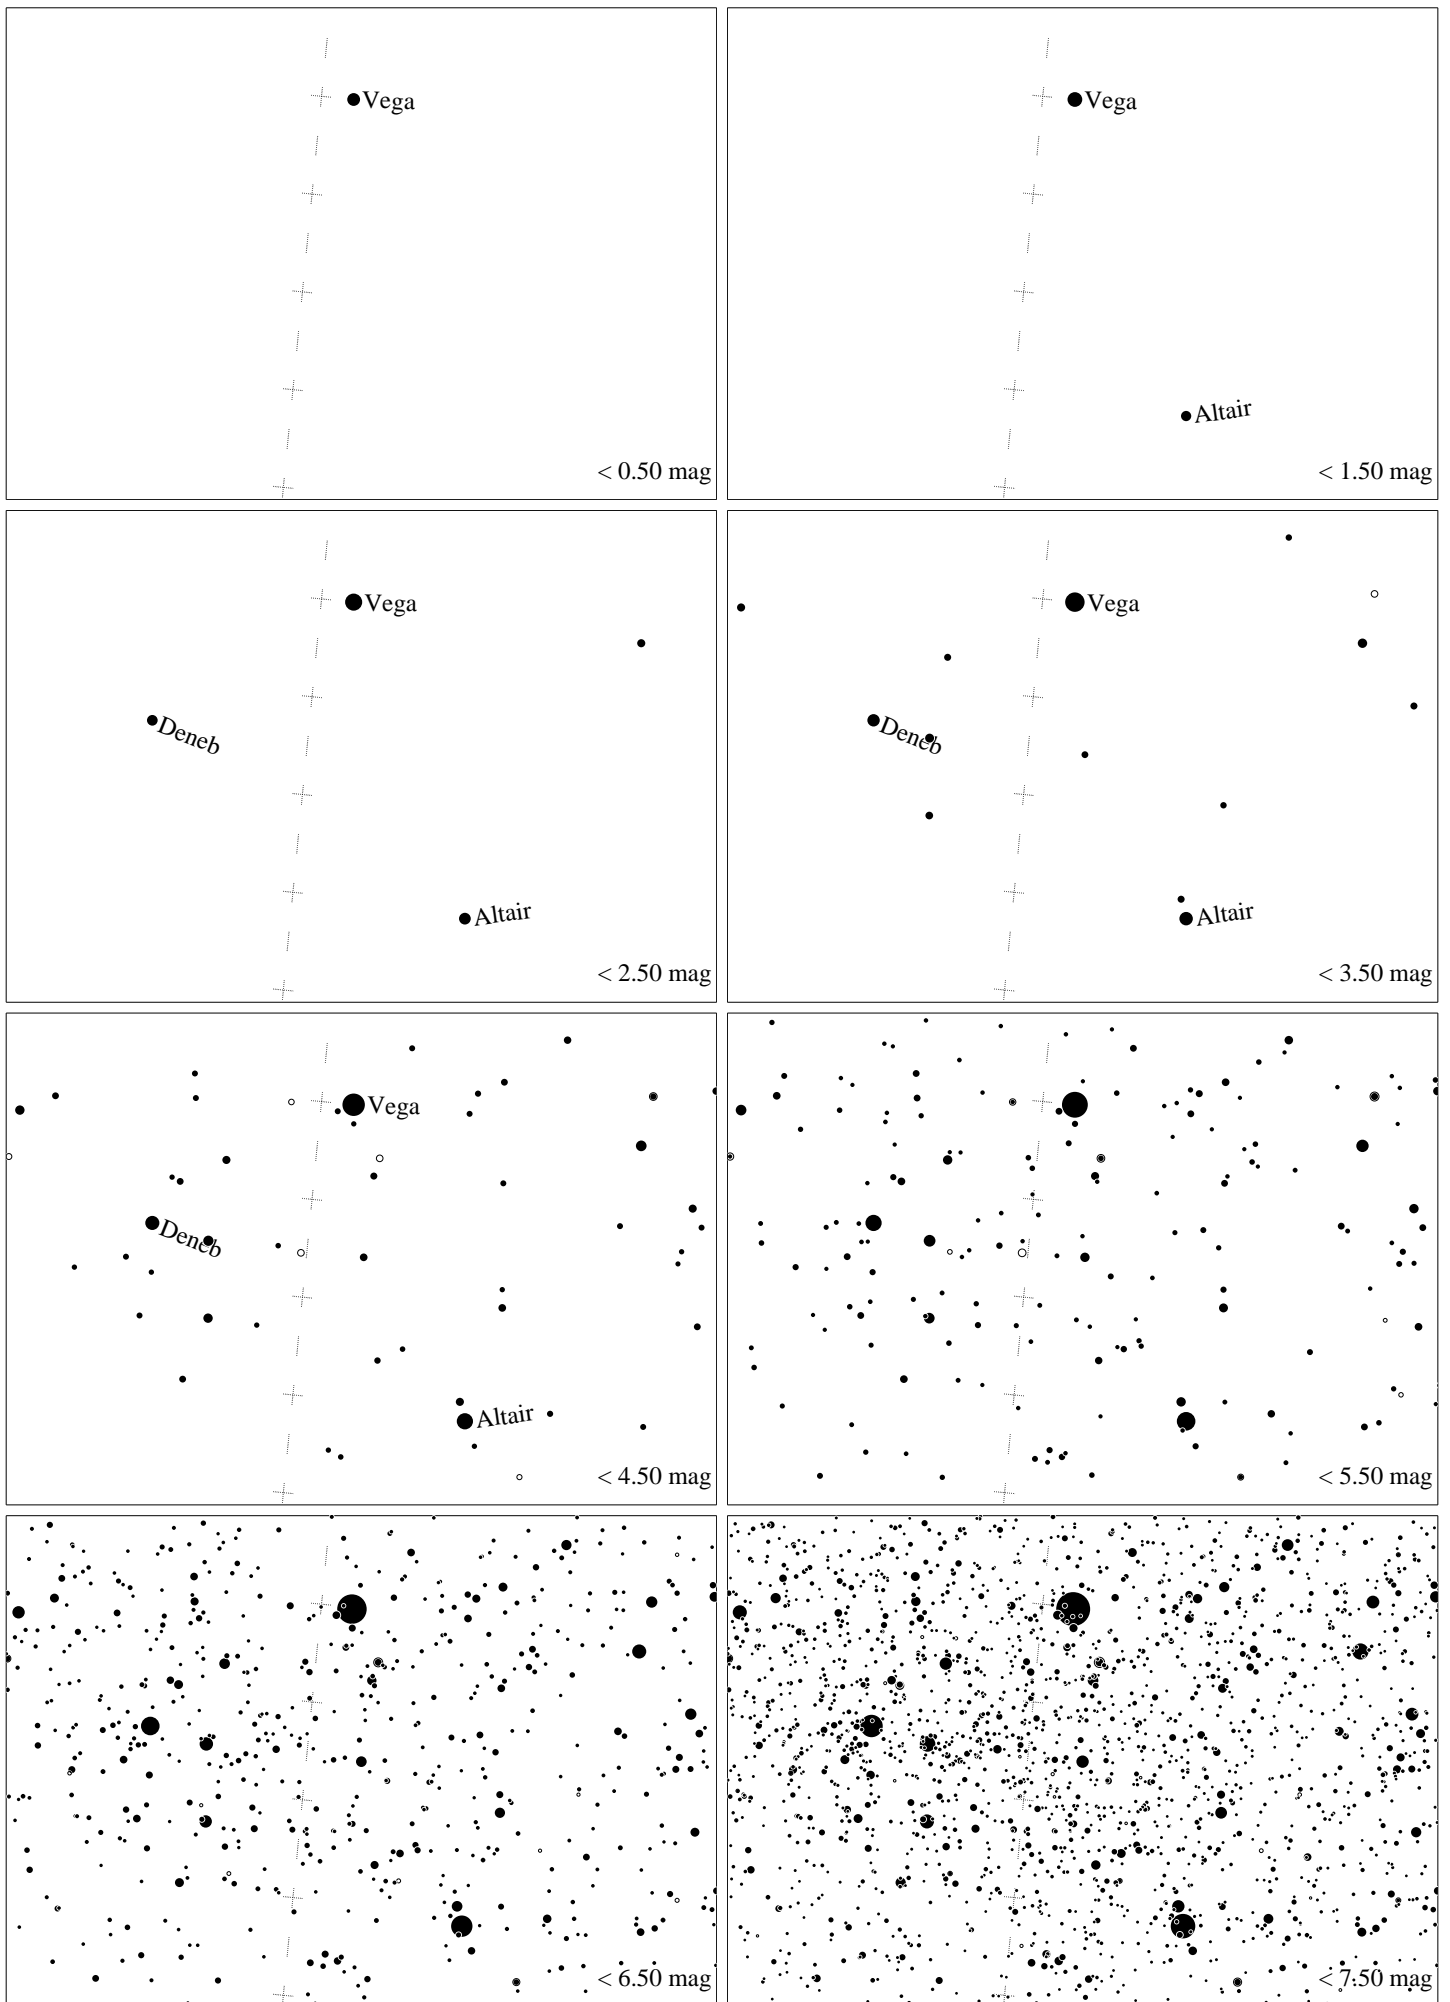 Vega
< 0.50 mag
Vega
Altair
< 1.50 mag
Vega
Deneb
Altair
< 2.50 mag
Vega
Deneb
Altair
< 3.50 mag
Vega
Deneb
Altair
< 4.50 mag
< 5.50 mag
< 6.50 mag
< 7.50 mag